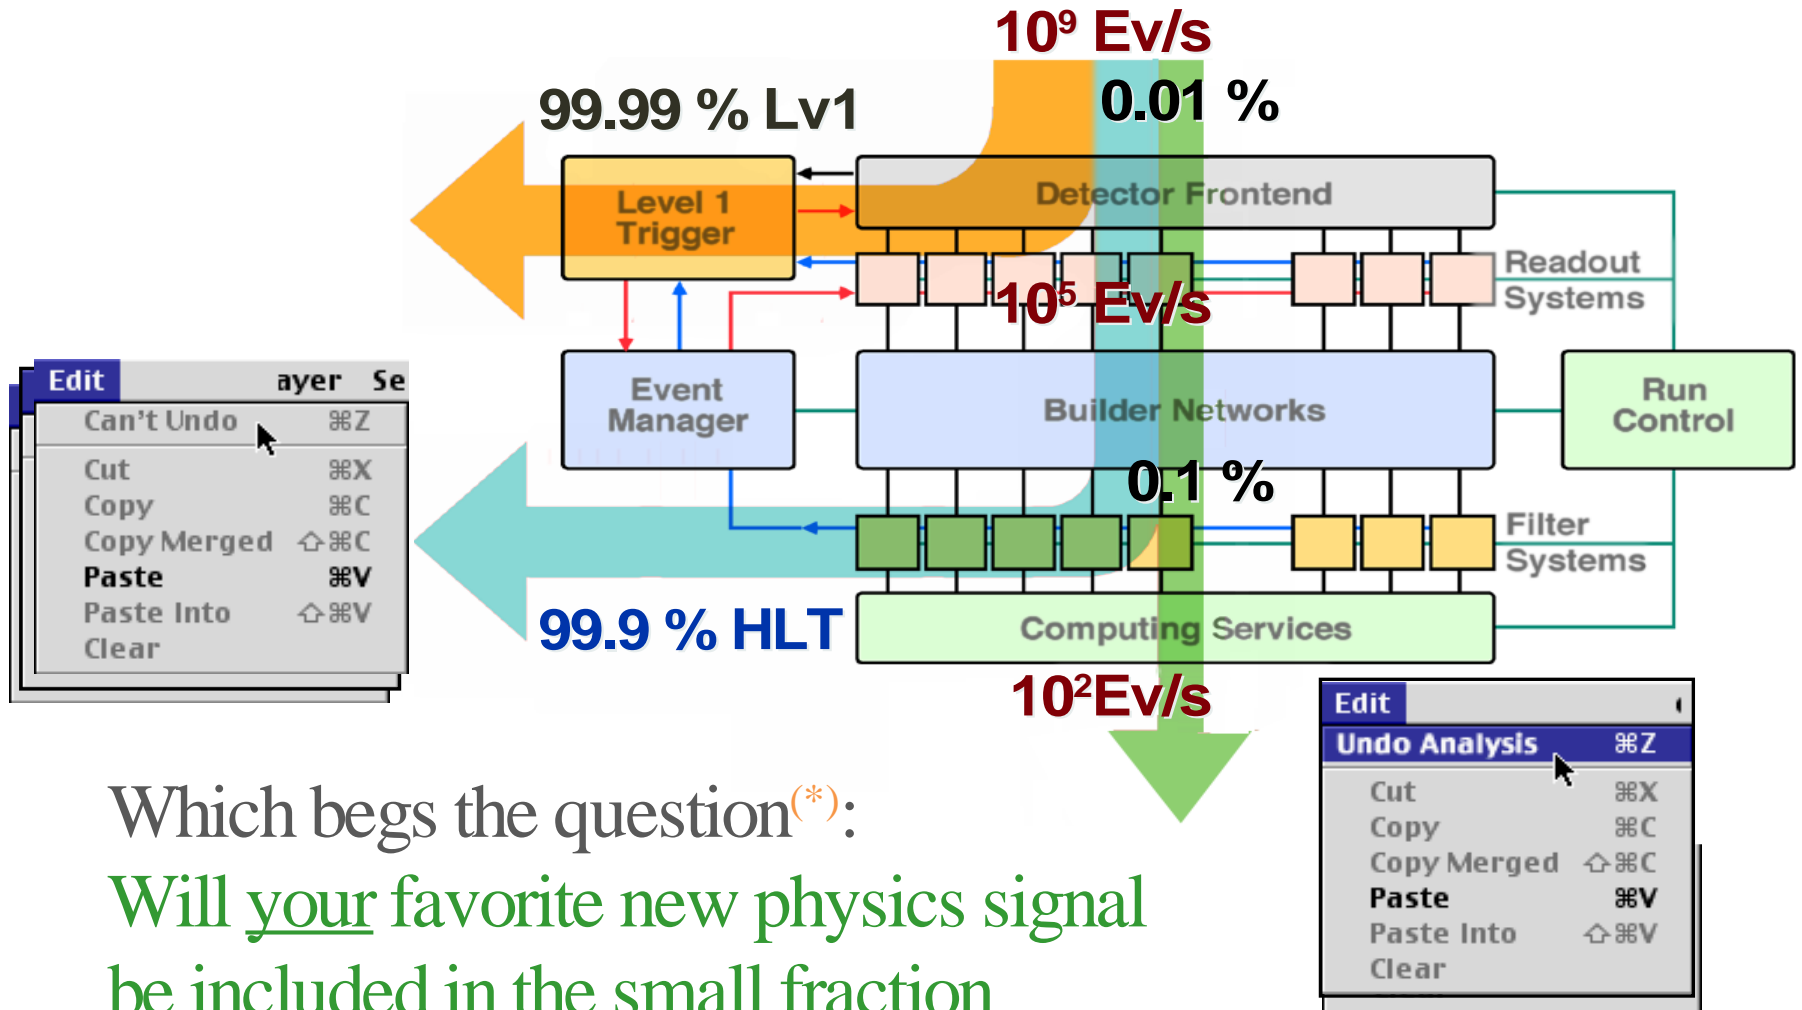 10⁹ Ev/s
99.99 % Lv1
0.01 %
Level 1
Trigger
Detector Frontend
Readout
Systems
10⁵ Ev/s
Event
Manager
Builder Networks
Run
Control
0.1 %
Filter
Systems
99.9 % HLT
Computing Services
10²Ev/s
Edit ayer Se
Can't Undo ⌘Z
Cut ⌘X
Copy ⌘C
Copy Merged ⇧⌘C
Paste ⌘V
Paste Into ⇧⌘V
Clear
Edit
Undo Analysis ⌘Z
Cut ⌘X
Copy ⌘C
Copy Merged ⇧⌘C
Paste ⌘V
Paste Into ⇧⌘V
Clear
Which begs the question(*):
Will your favorite new physics signal
be included in the small fraction